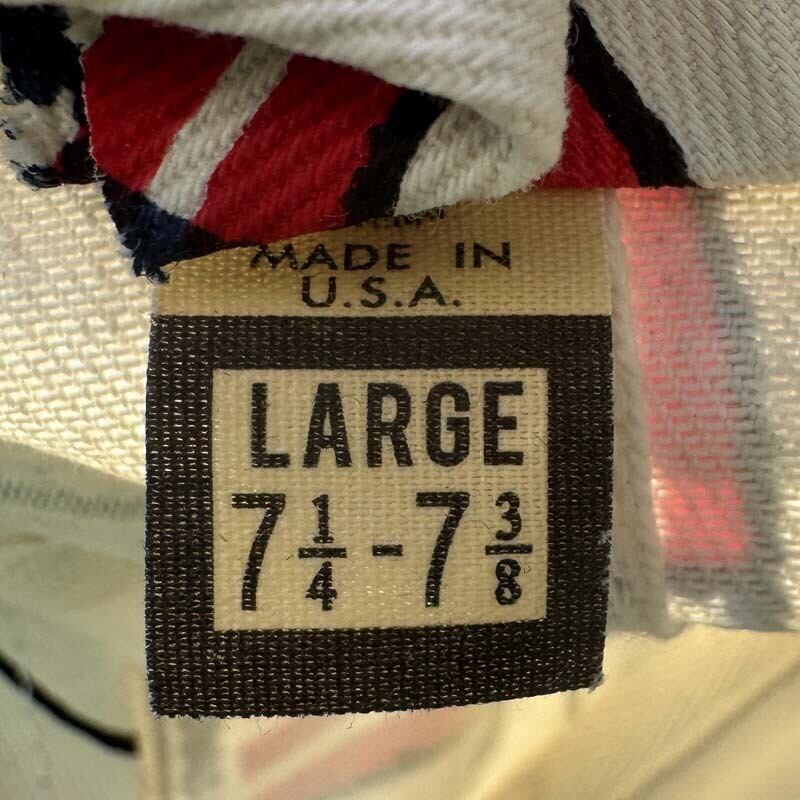 MADE IN
U.S.A.
LARGE
7 1/4 - 7 3/8